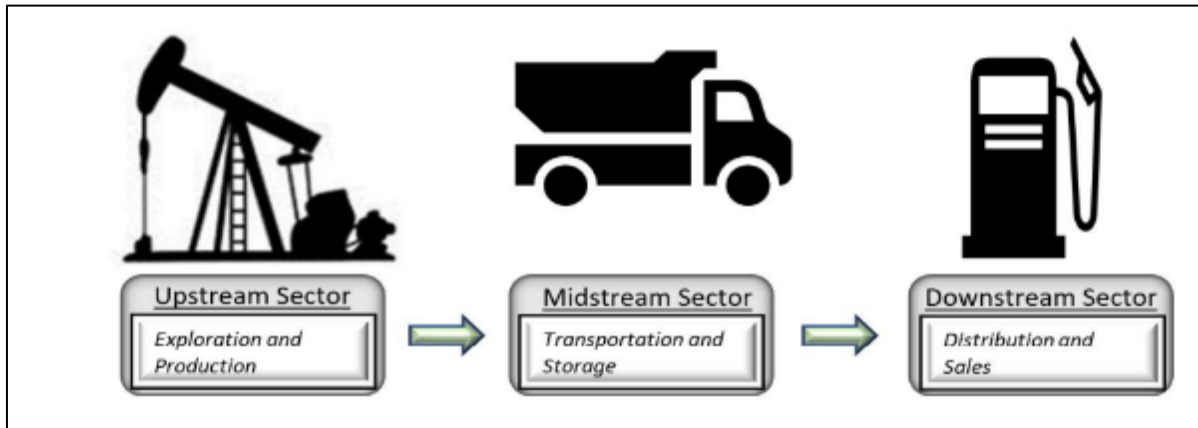 Upstream Sector
Exploration and
Production
Midstream Sector
Transportation and
Storage
Downstream Sector
Distribution and
Sales